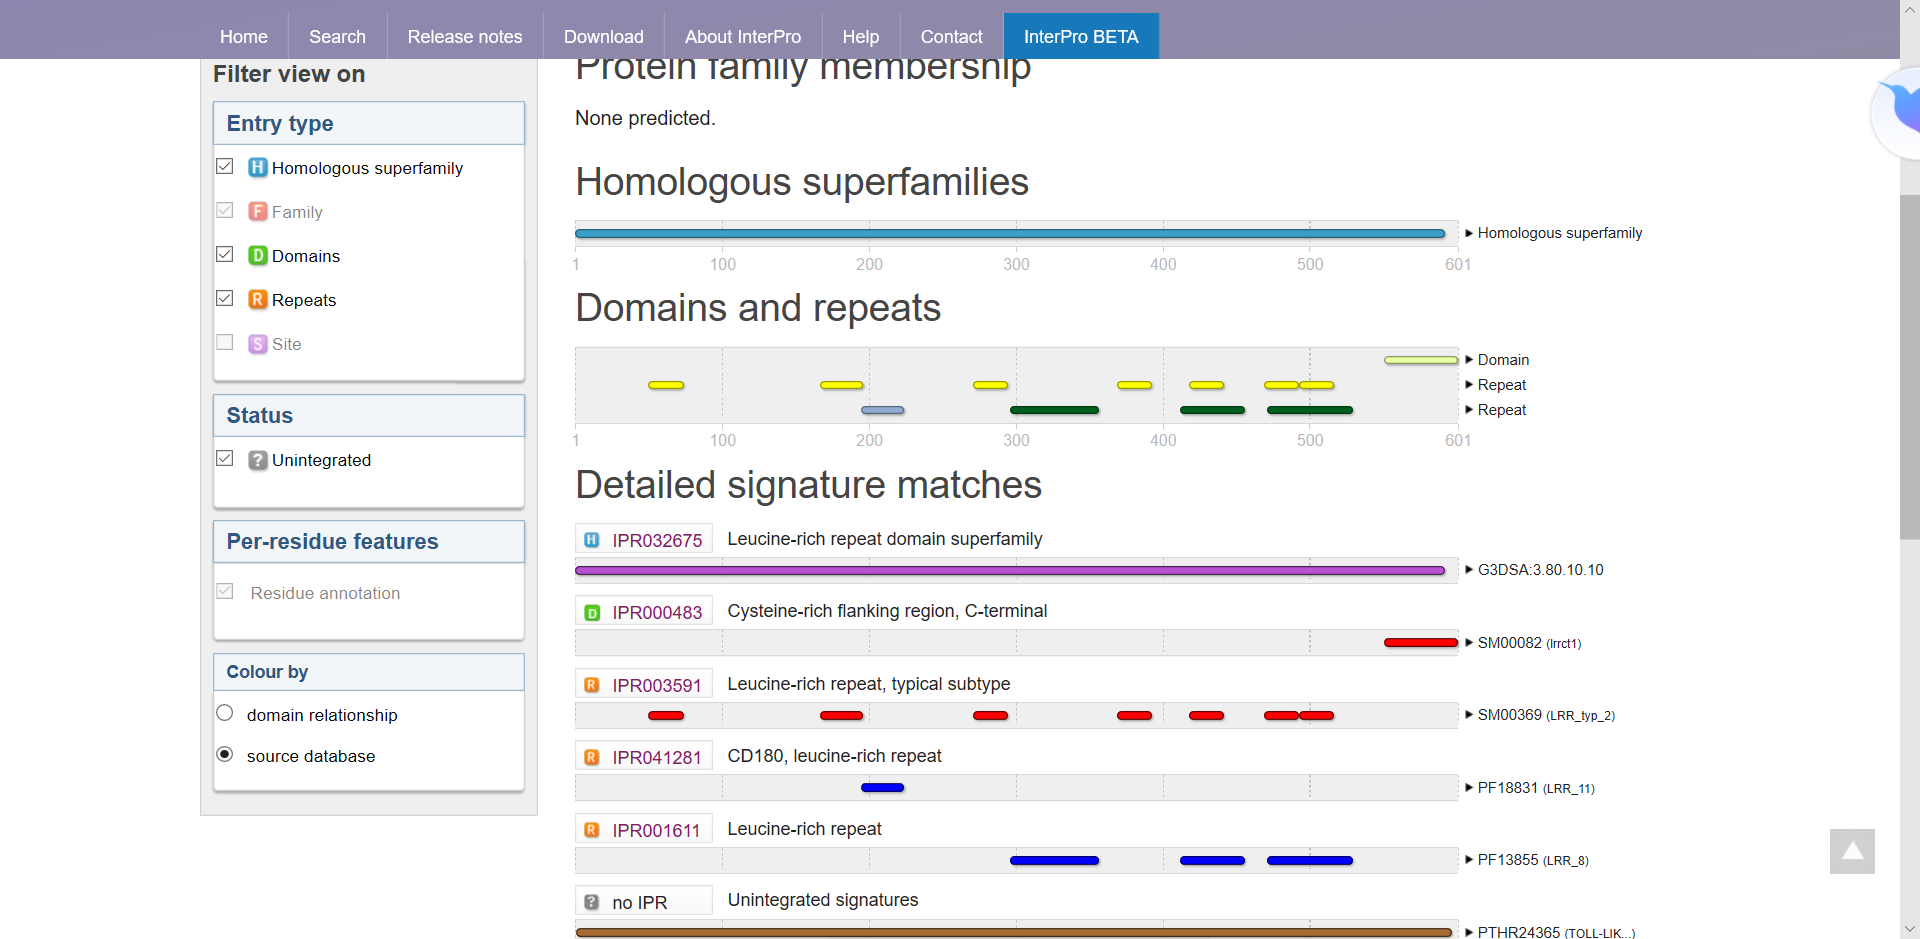 Home Search Release notes Download About InterPro Help Contact InterPro BETA
Filter view on
Entry type
H Homologous superfamily
F Family
D Domains
R Repeats
S Site
Status
? Unintegrated
Per-residue features
Residue annotation
Colour by
domain relationship
source database
Protein family membership
None predicted.
Homologous superfamilies
Homologous superfamily
1 100 200 300 400 500 601
Domains and repeats
Domain
Repeat
Repeat
1 100 200 300 400 500 601
Detailed signature matches
H IPR032675 Leucine-rich repeat domain superfamily
G3DSA:3.80.10.10
D IPR000483 Cysteine-rich flanking region, C-terminal
SM00082 (lrrct1)
R IPR003591 Leucine-rich repeat, typical subtype
SM00369 (LRR_typ_2)
R IPR041281 CD180, leucine-rich repeat
PF18831 (LRR_11)
R IPR001611 Leucine-rich repeat
PF13855 (LRR_8)
? no IPR Unintegrated signatures
PTHR24365 (TOLL-LIK...)